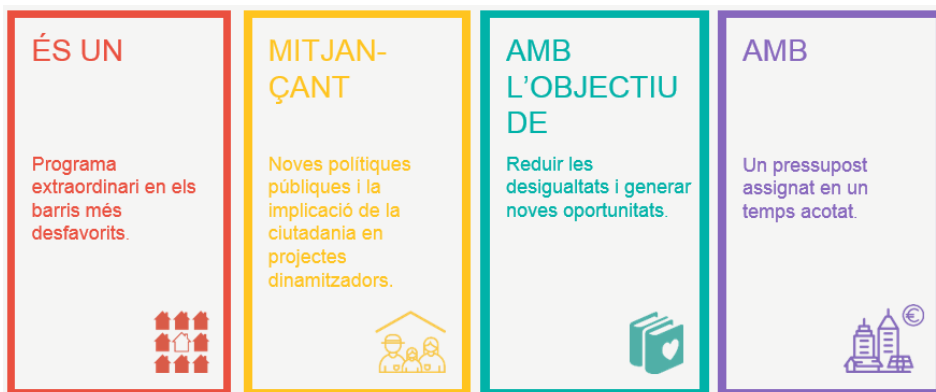 ÉS UN
Programa
extraordinari en els
barris més
desfavorits.
MITJAN-
ÇANT
Noves polítiques
públiques i la
implicació de la
ciutadania en
projectes
dinamitzadors.
AMB
L'OBJECTIU
DE
Reduir les
desigualtats i generar
noves oportunitats.
AMB
Un pressupost
assignat en un
temps acotat.
€